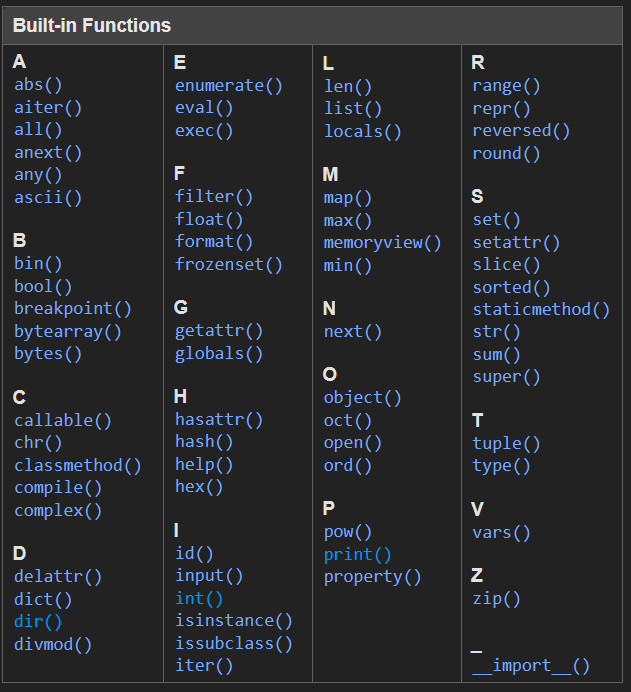 Built-in Functions
A
abs()
aiter()
all()
anext()
any()
ascii()
B
bin()
bool()
breakpoint()
bytearray()
bytes()
C
callable()
chr()
classmethod()
compile()
complex()
D
delattr()
dict()
dir()
divmod()
E
enumerate()
eval()
exec()
F
filter()
float()
format()
frozenset()
G
getattr()
globals()
H
hasattr()
hash()
help()
hex()
I
id()
input()
int()
isinstance()
issubclass()
iter()
L
len()
list()
locals()
M
map()
max()
memoryview()
min()
N
next()
O
object()
oct()
open()
ord()
P
pow()
print()
property()
R
range()
repr()
reversed()
round()
S
set()
setattr()
slice()
sorted()
staticmethod()
str()
sum()
super()
T
tuple()
type()
V
vars()
Z
zip()
_
__import__()